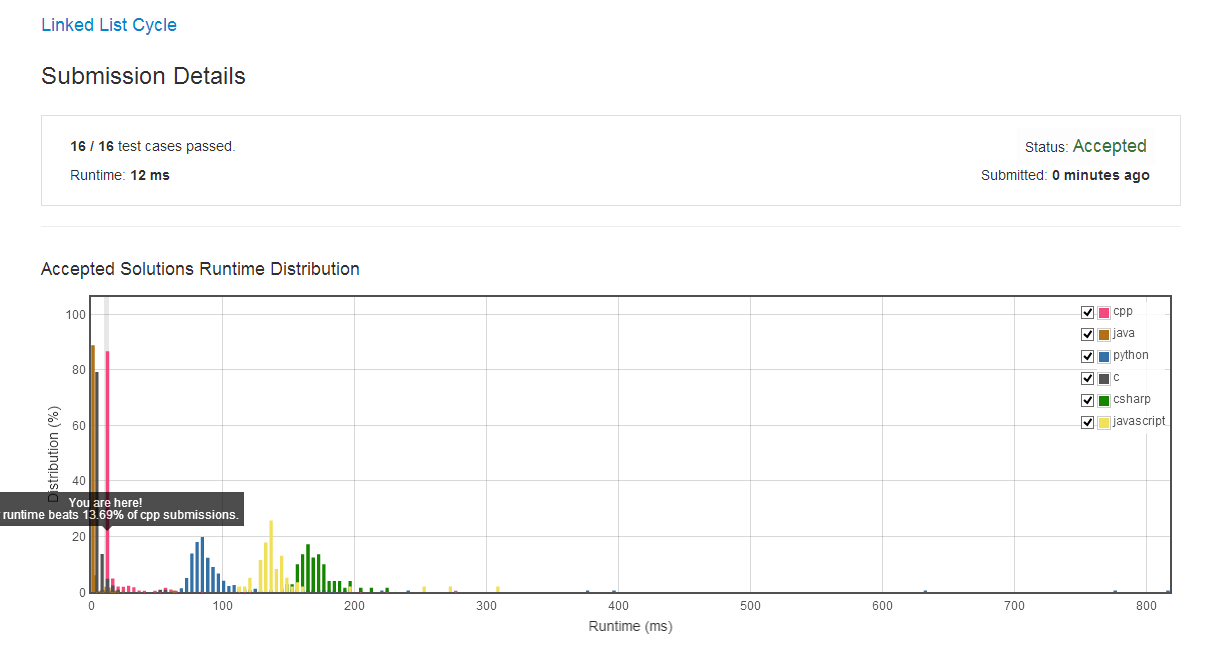 Linked List Cycle
Submission Details
16 / 16 test cases passed.
Status: Accepted
Runtime: 12 ms
Submitted: 0 minutes ago
Accepted Solutions Runtime Distribution
cpp
java
python
c
csharp
javascript
Distribution (%)
100
80
60
40
20
0
You are here!
runtime beats 13.69% of cpp submissions.
0
100
200
300
400
500
600
700
800
Runtime (ms)